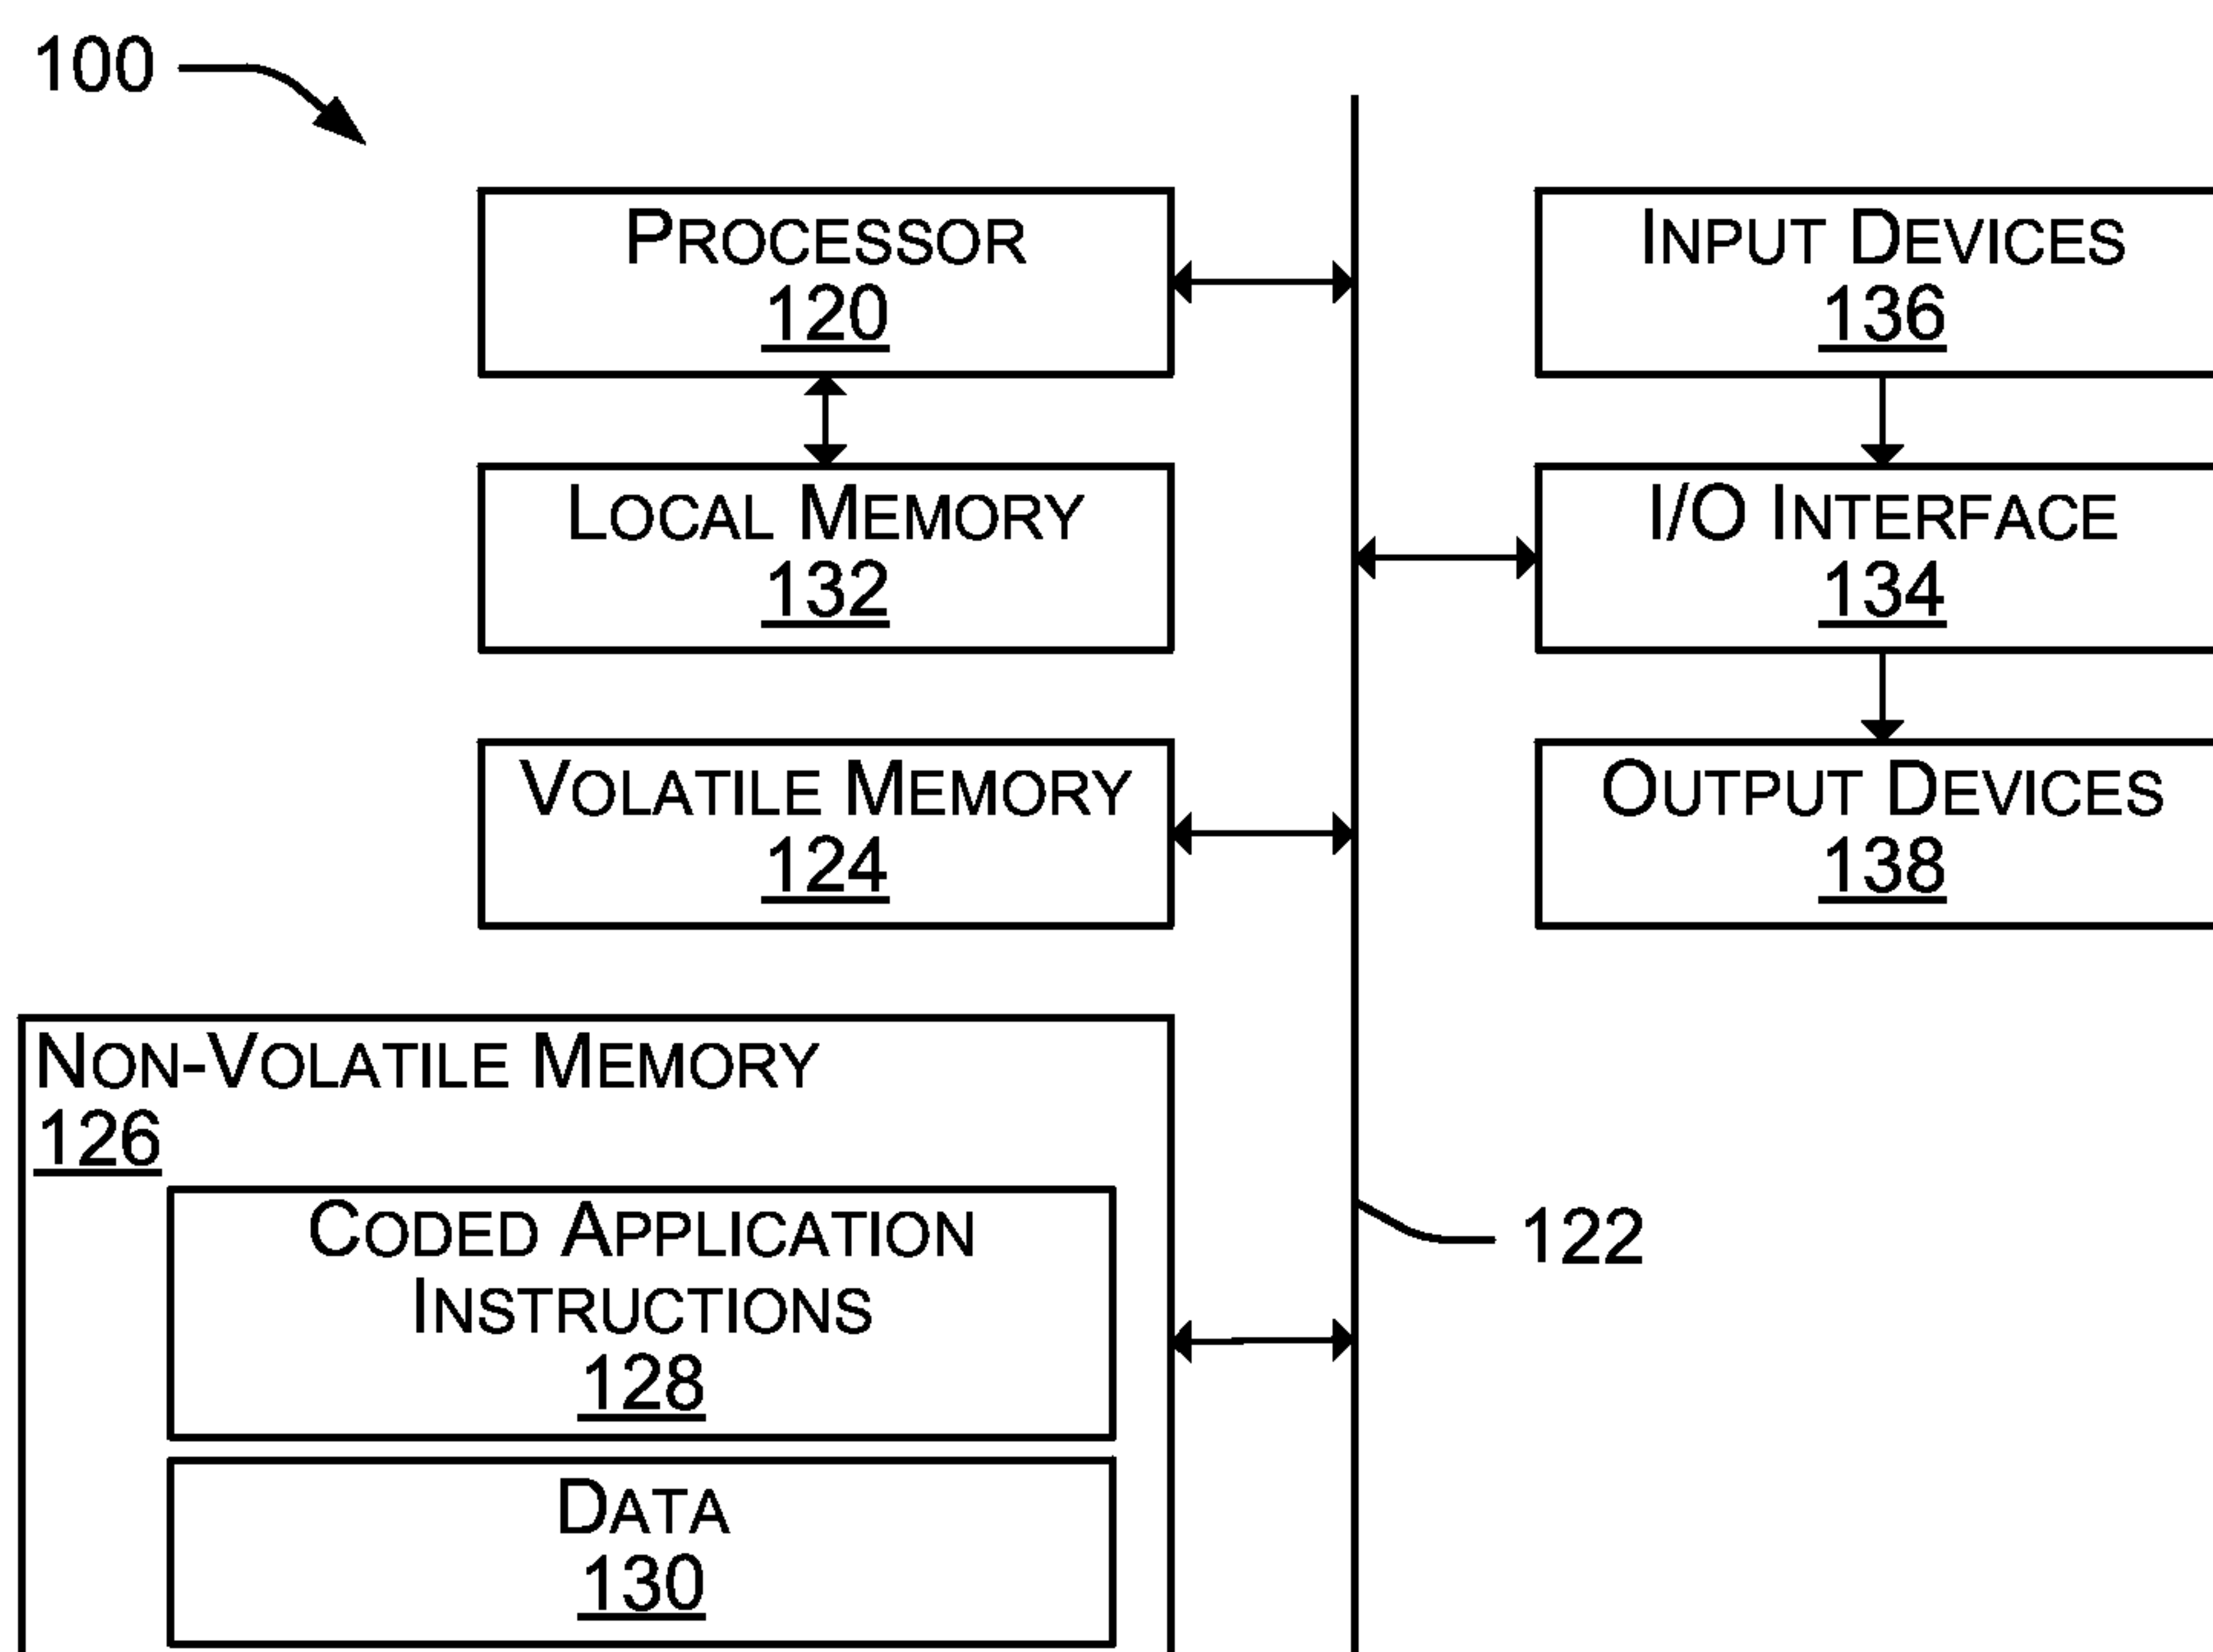 100
PROCESSOR
120
INPUT DEVICES
136
LOCAL MEMORY
132
I/O INTERFACE
134
VOLATILE MEMORY
124
OUTPUT DEVICES
138
NON-VOLATILE MEMORY
126
CODED APPLICATION
INSTRUCTIONS
128
122
DATA
130